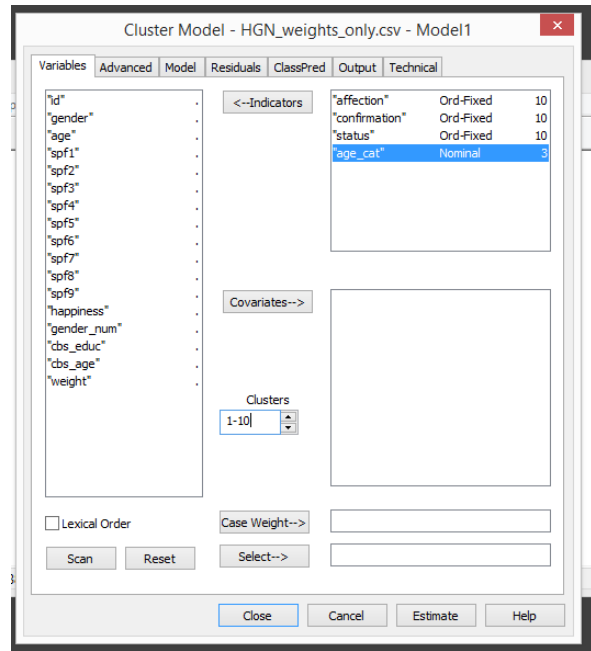 Cluster Model - HGN_weights_only.csv - Model1
Variables Advanced Model Residuals ClassPred Output Technical
"id" .
"gender" .
"age" .
"spf1" .
"spf2" .
"spf3" .
"spf4" .
"spf5" .
"spf6" .
"spf7" .
"spf8" .
"spf9" .
"happiness" .
"gender_num" .
"cbs_educ" .
"cbs_age" .
"weight" .
<--Indicators
"affection" Ord-Fixed 10
"confirmation" Ord-Fixed 10
"status" Ord-Fixed 10
"age_cat" Nominal 3
Covariates-->
Clusters
1-10
Lexical Order
Case Weight-->
Scan Reset Select-->
Close Cancel Estimate Help